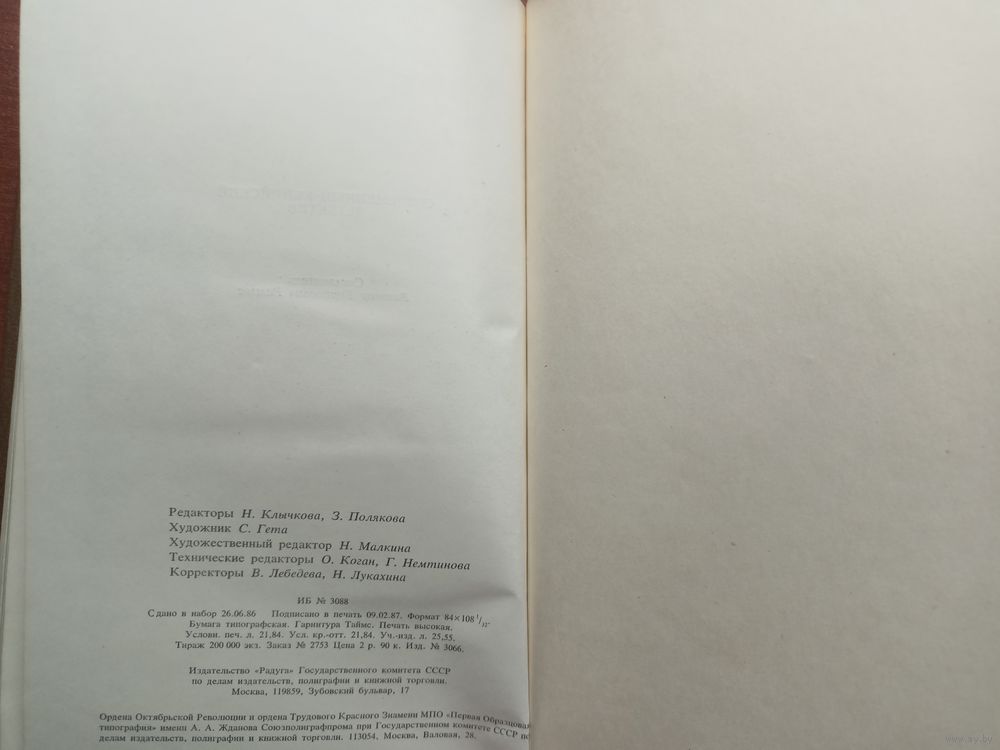 Редакторы Н. Клычкова, З. Полякова
Художник С. Гета
Художественный редактор Н. Малкина
Технические редакторы О. Коган, Г. Немтинова
Корректоры В. Лебедева, Н. Лукахина
ИБ № 3088
Сдано в набор 26.06.86 Подписано в печать 09.02.87. Формат 84×108 1/32.
Бумага типографская. Гарнитура Таймс. Печать высокая.
Услови. печ. л. 21,84. Усл. кр.-отт. 21,84. Уч.-изд. л. 25,55.
Тираж 200 000 экз. Заказ № 2753 Цена 2 р. 90 к. Изд. № 3066.
Издательство «Радуга» Государственного комитета СССР
по делам издательств, полиграфии и книжной торговли.
Москва, 119859, Зубовский бульвар, 17
Ордена Октябрьской Революции и ордена Трудового Красного Знамени МПО «Первая Образцовая
типография» имени А. А. Жданова Союзполиграфпрома при Государственном комитете СССР по
делам издательств, полиграфии и книжной торговли. 113054, Москва, Валовая, 28.
www.ay.by